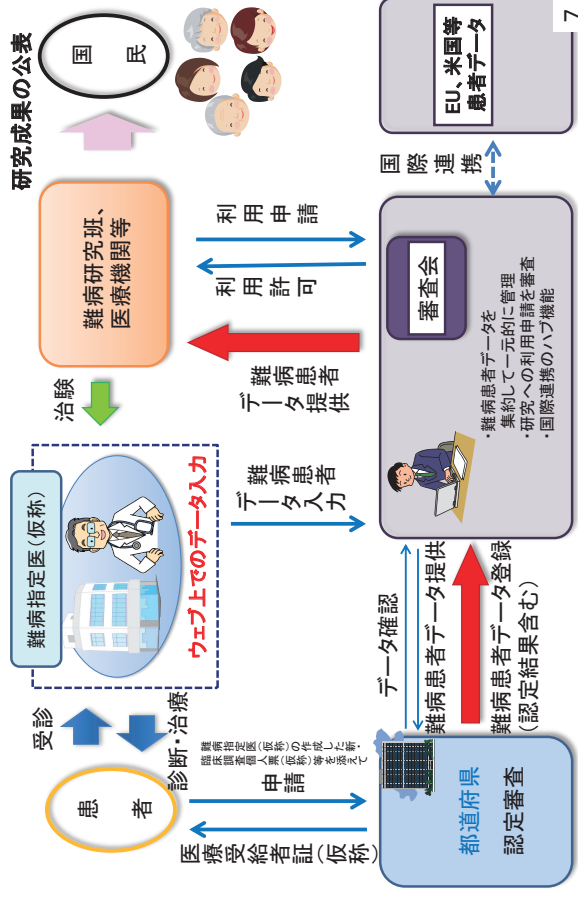 研究成果の公表
国民
難病研究班、
医療機関等
治験
難病指定医（仮称）
ウェブ上でのデータ入力
受診
診断・治療
患者
利用申請
利用許可
難病患者
データ提供
難病患者
データ入力
難病指定医（仮称）の作成した新・
臨床調査個人票（仮称）等を添えて
申請
医療受給者証（仮称）
EU、米国等
患者データ
国際連携
審査会
・難病患者データを
集約して一元的に管理
・研究への利用申請を審査
・国際連携のハブ機能
データ確認
難病患者データ提供
難病患者データ登録
（認定結果含む）
都道府県
認定審査
7